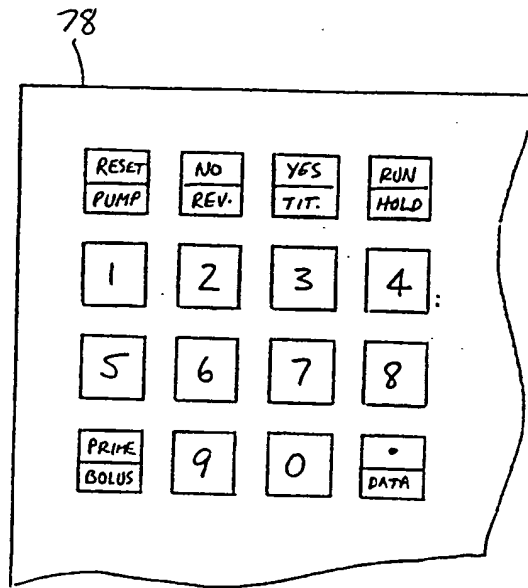 78
RESET NO YES RUN
PUMP REV. TIT. HOLD
1 2 3 4
5 6 7 8
PRIME 9 0 .
BOLUS DATA